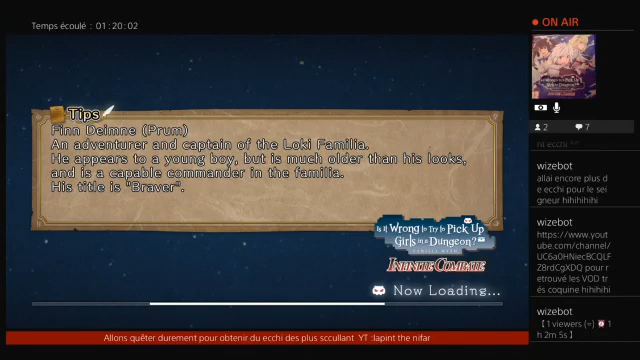 Temps écoulé : 01:20:02
ON AIR
2
7
Tips
Finn Deimne (Prum)
An adventurer and captain of the Loki Familia.
He appears to a young boy, but is much older than his looks,
and is a capable commander in the familia.
His title is "Braver".
Is it Wrong to Try to Pick Up
Girls in a Dungeon?
FAMILIA MYTH
INFINITE COMBATE
Now Loading...
Allons quêter durement pour obtenir du ecchi des plus sccullant  YT :lapint the nifar
nt ecchi ^^
wizebot
allai encore plus d
e ecchi pour le sei
gneur hihihihihi
wizebot
https://www.yout
ube.com/channel/
UC6a0HNiecBCQLF
Z8rdCgXDQ pour r
etrouvé les VOD tr
és coquine hihihihi
wizebot
【 1 viewers (=) ⏰ 1
h 2m 5s 】